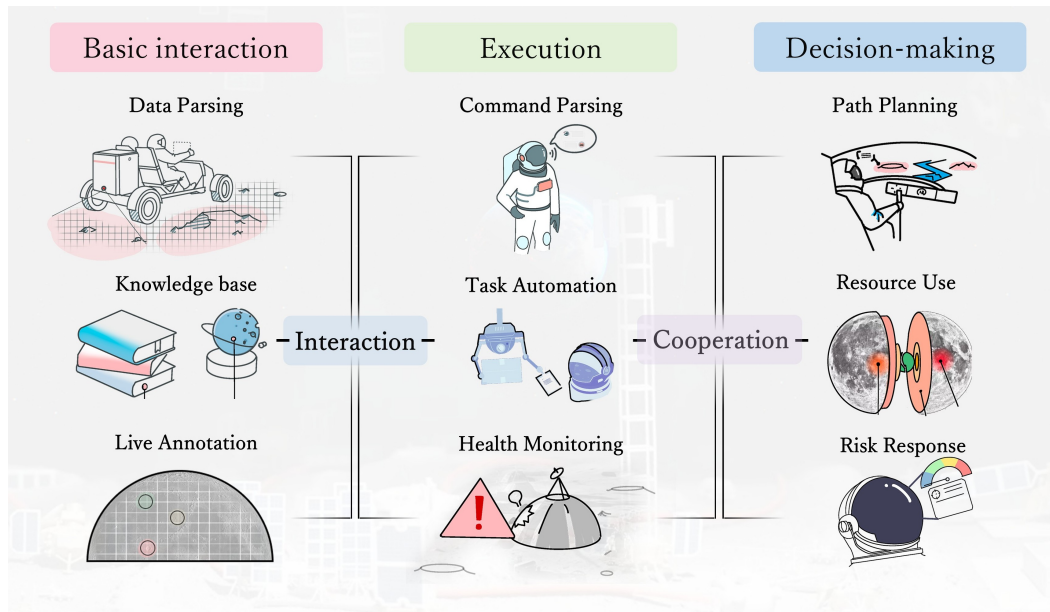 Basic interaction
Execution
Decision-making
Data Parsing
Command Parsing
Path Planning
Knowledge base
Task Automation
Resource Use
Interaction
Cooperation
Live Annotation
Health Monitoring
Risk Response